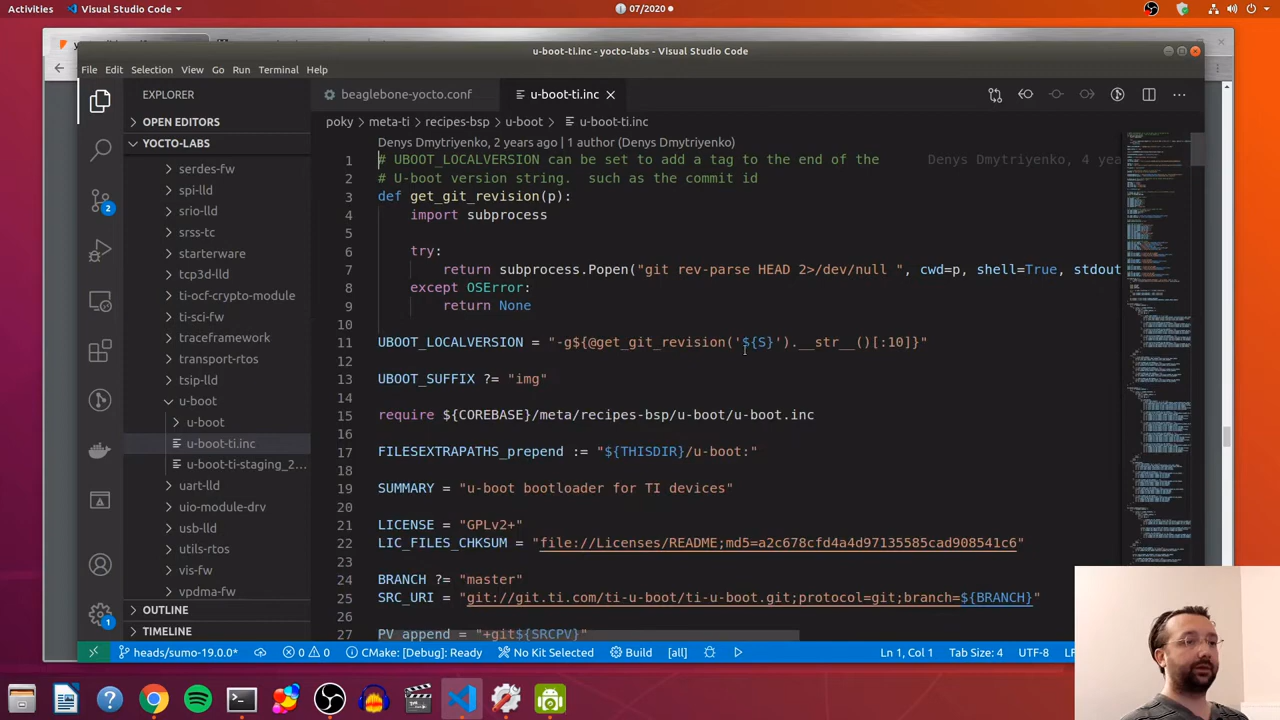 Activities
Visual Studio Code
07/2020
u-boot-ti.inc - yocto-labs - Visual Studio Code
File Edit Selection View Go Run Terminal Help
EXPLORER
beaglebone-yocto.conf
u-boot-ti.inc
OPEN EDITORS
YOCTO-LABS
serdes-fw
spi-lld
srio-lld
srss-tc
starterware
tcp3d-lld
ti-ocf-crypto-module
ti-sci-fw
traceframework
transport-rtos
tsip-lld
u-boot
u-boot
u-boot-ti.inc
u-boot-ti-staging_2...
uart-lld
uio-module-drv
usb-lld
utils-rtos
vis-fw
vpdma-fw
OUTLINE
TIMELINE
2
1
poky > meta-ti > recipes-bsp > u-boot > u-boot-ti.inc
Denys Dmytriyenko, 2 years ago | 1 author (Denys Dmytriyenko)
1 # UBOOT_LOCALVERSION can be set to add a tag to the end of the Denys Dmytriyenko, 4 yea
2 # U-boot version string. such as the commit id
3 def get_git_revision(p):
4 import subprocess
5
6 try:
7 return subprocess.Popen("git rev-parse HEAD 2>/dev/null ", cwd=p, shell=True, stdout
8 except OSError:
9 return None
10
11 UBOOT_LOCALVERSION = "-g${@get_git_revision('${S}').__str__()[:10]}"
12
13 UBOOT_SUFFIX ?= "img"
14
15 require ${COREBASE}/meta/recipes-bsp/u-boot/u-boot.inc
16
17 FILESEXTRAPATHS_prepend := "${THISDIR}/u-boot:"
18
19 SUMMARY = "u-boot bootloader for TI devices"
20
21 LICENSE = "GPLv2+"
22 LIC_FILES_CHKSUM = "file://Licenses/README;md5=a2c678cfd4a4d97135585cad908541c6"
23
24 BRANCH ?= "master"
25 SRC_URI = "git://git.ti.com/ti-u-boot/ti-u-boot.git;protocol=git;branch=${BRANCH}"
26
27 PV_append = "+git${SRCPV}"
heads/sumo-19.0.0* 0 0 CMake: [Debug]: Ready No Kit Selected Build [all] Ln 1, Col 1 Tab Size: 4 UTF-8